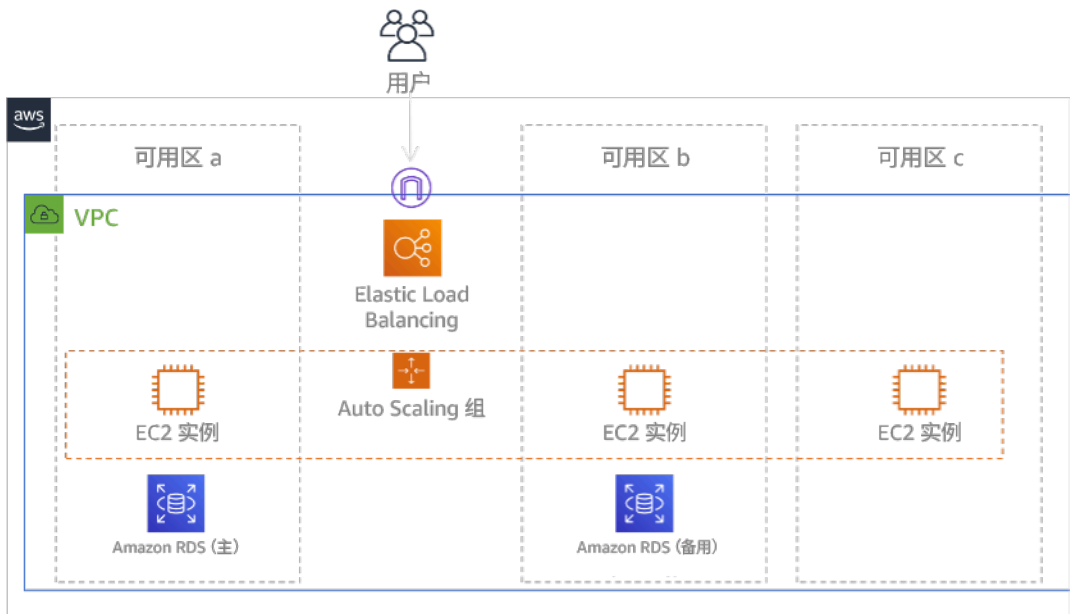 用户
aws
可用区 a
可用区 b
可用区 c
VPC
Elastic Load
Balancing
Auto Scaling 组
EC2 实例
EC2 实例
EC2 实例
Amazon RDS (主)
Amazon RDS (备用)